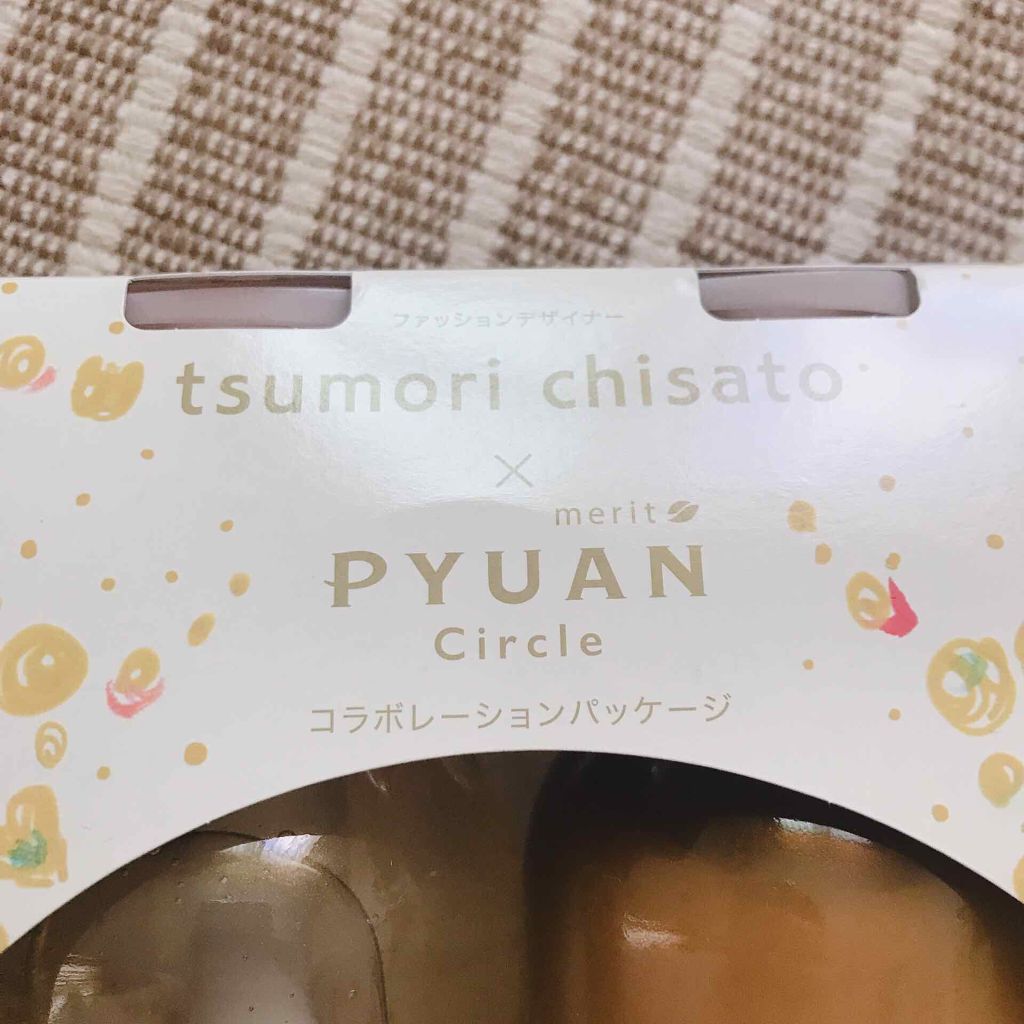 ファッションデザイナー
tsumori chisato
×
merit
PYUAN
Circle
コラボレーションパッケージ